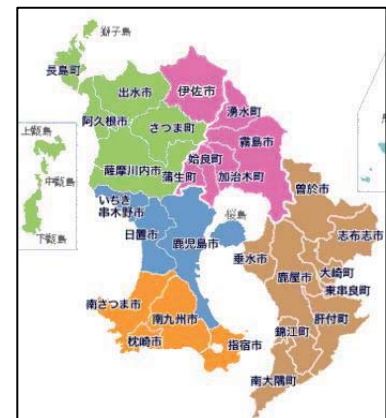 獅子島
長島町
出水市
伊佐市
湧水町
阿久根市
さつま町
霧島市
上甑島
姶良町
薩摩川内市
蒲生町
加治木町
曽於市
中甑島
いちき
串木野市
桜島
志布志市
下甑島
日置市
鹿児島市
垂水市
鹿屋市
大崎町
東串良町
南さつま市
南九州市
錦江町
肝付町
枕崎市
指宿市
南大隅町